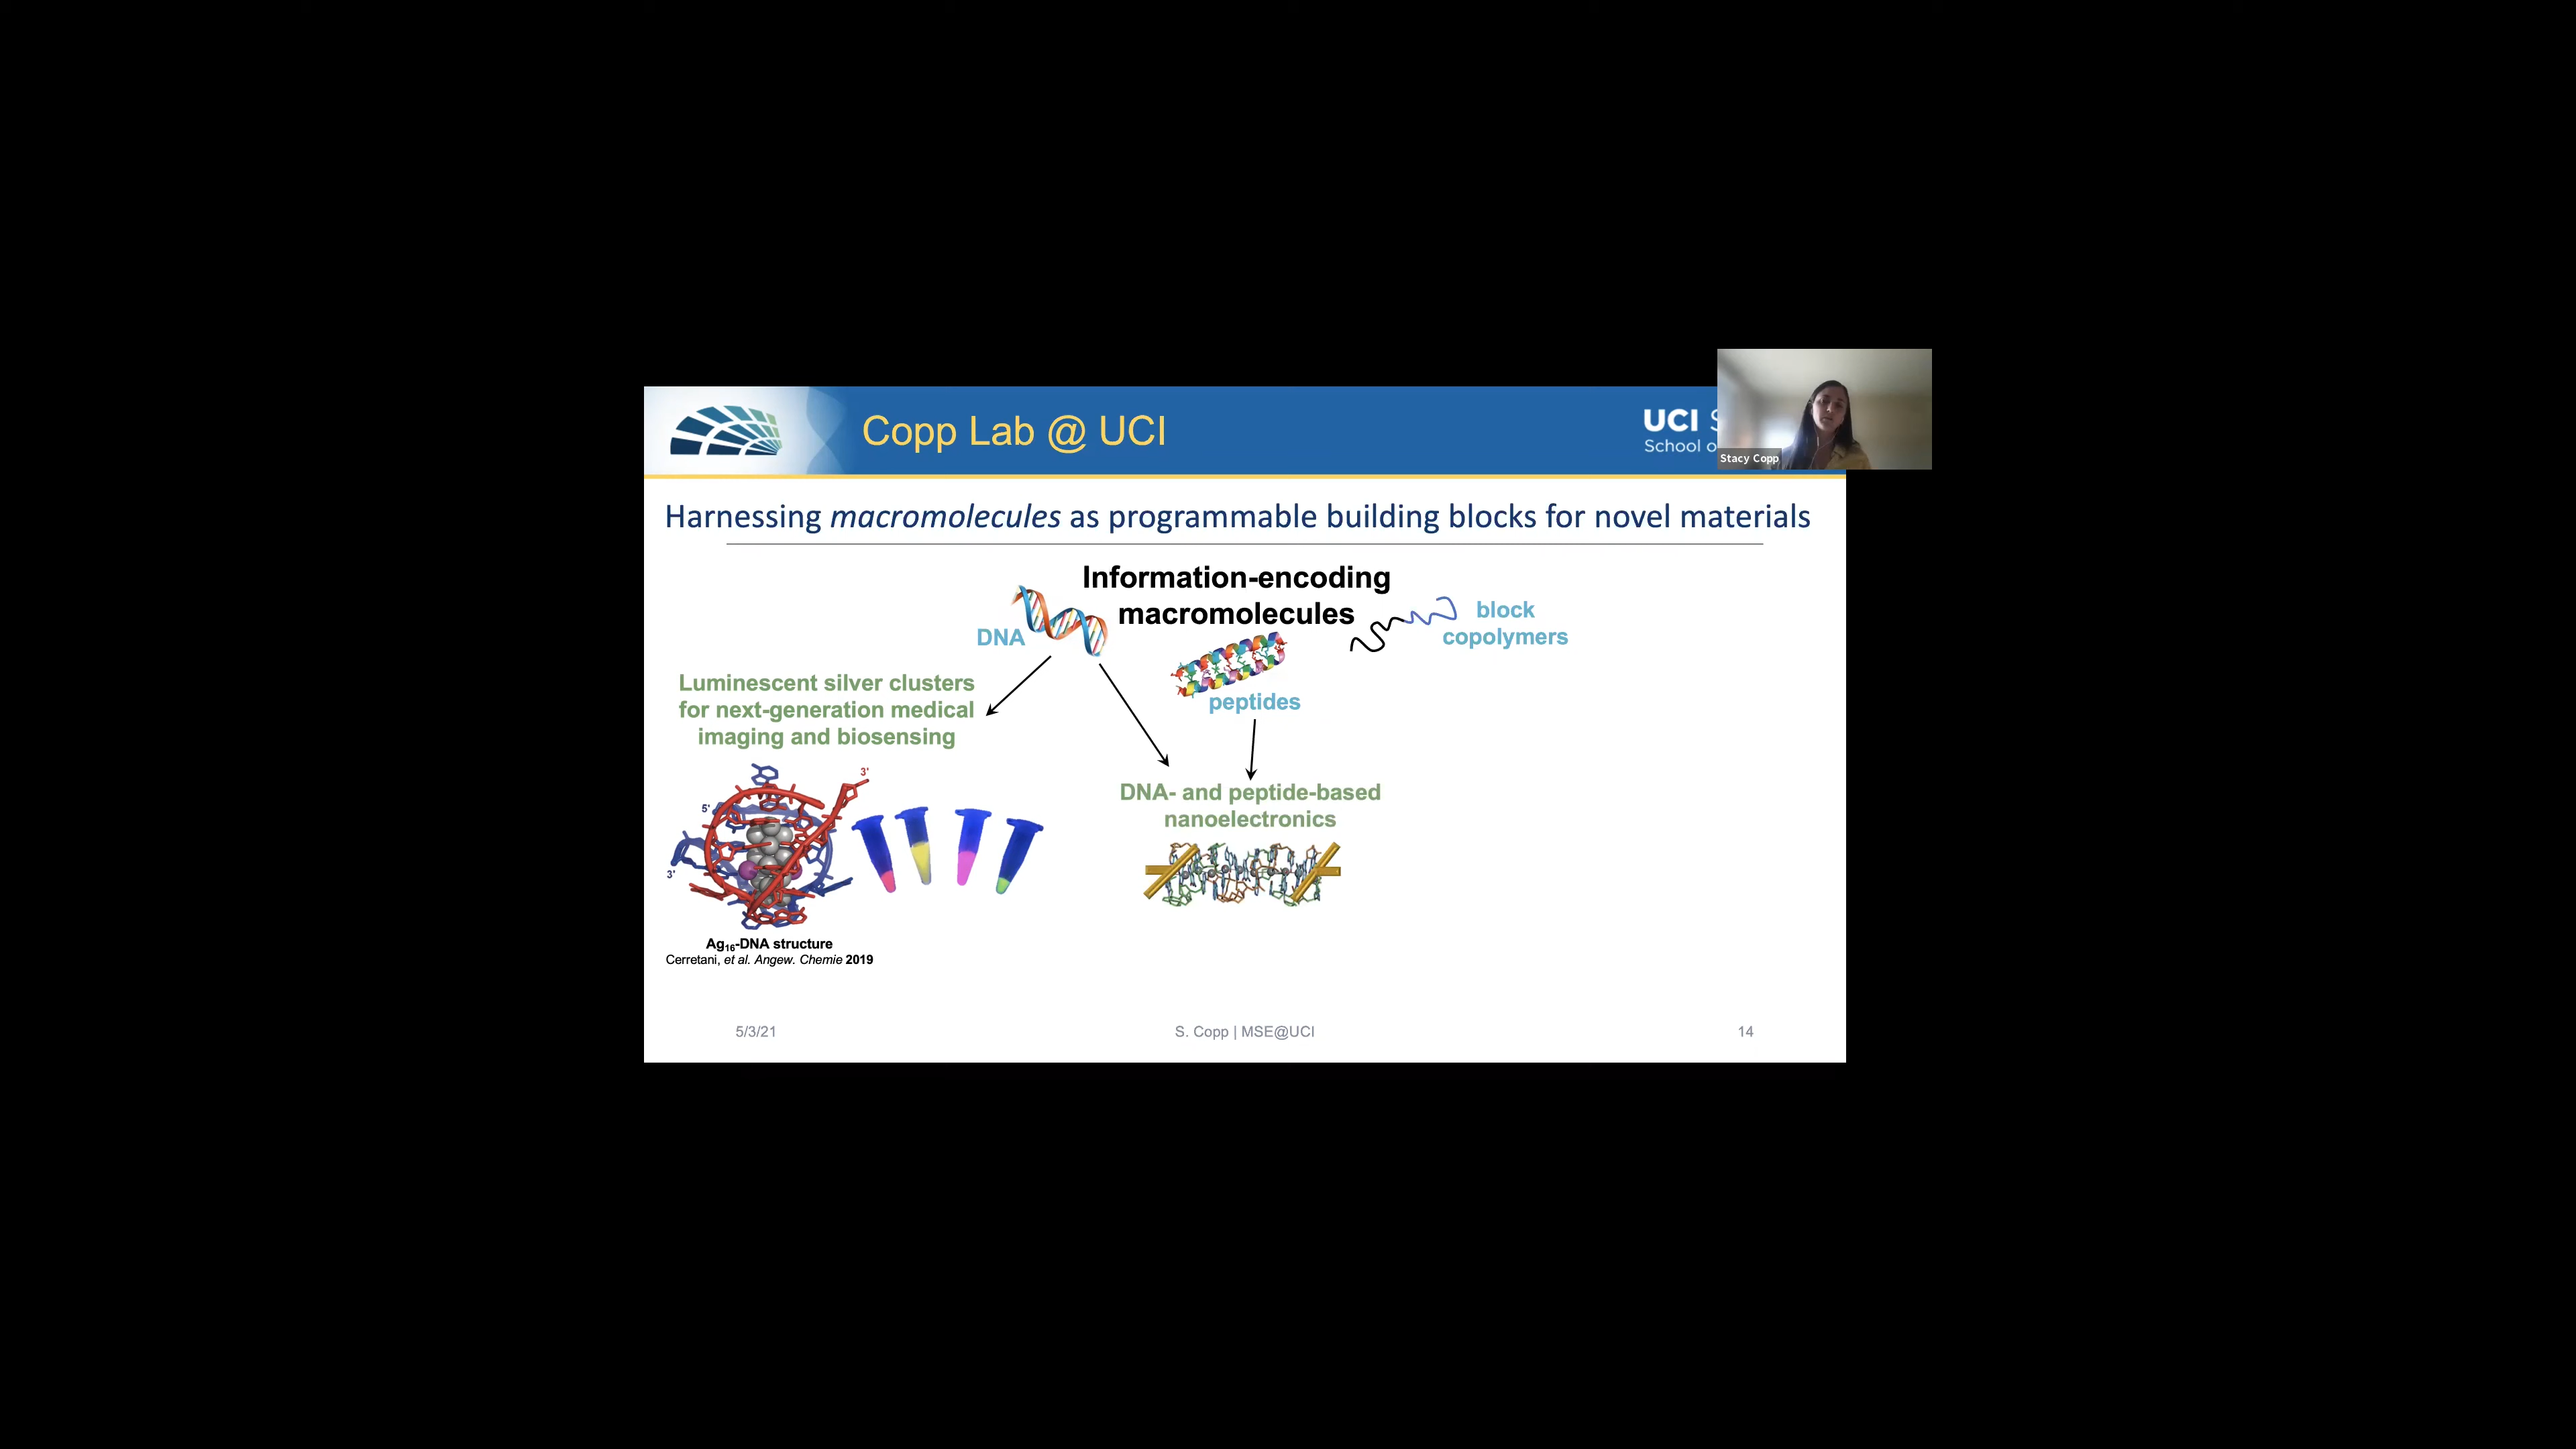 Copp Lab @ UCI
UCI
School
Stacy Copp
Harnessing macromolecules as programmable building blocks for novel materials
Information-encoding
macromolecules
DNA
block
copolymers
peptides
Luminescent silver clusters
for next-generation medical
imaging and biosensing
DNA- and peptide-based
nanoelectronics
3'
5'
3'
Ag₁₆-DNA structure
Cerretani, et al. Angew. Chemie 2019
5/3/21
S. Copp | MSE@UCI
14